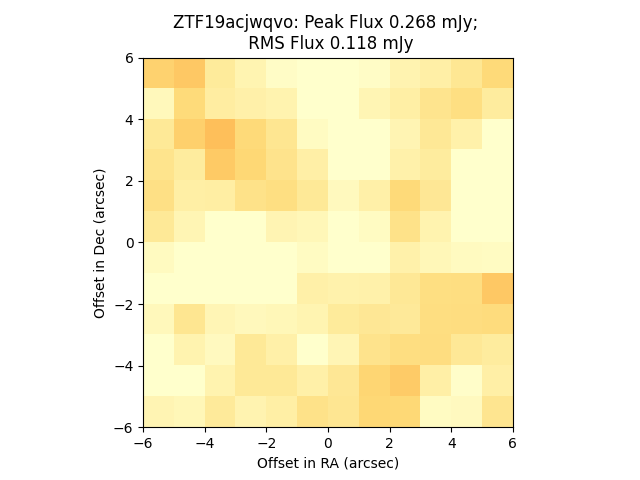 ZTF19acjwqvo: Peak Flux 0.268 mJy;
RMS Flux 0.118 mJy
6
4
2
0
−2
−4
−6
Offset in Dec (arcsec)
−6 −4 −2 0 2 4 6
Offset in RA (arcsec)